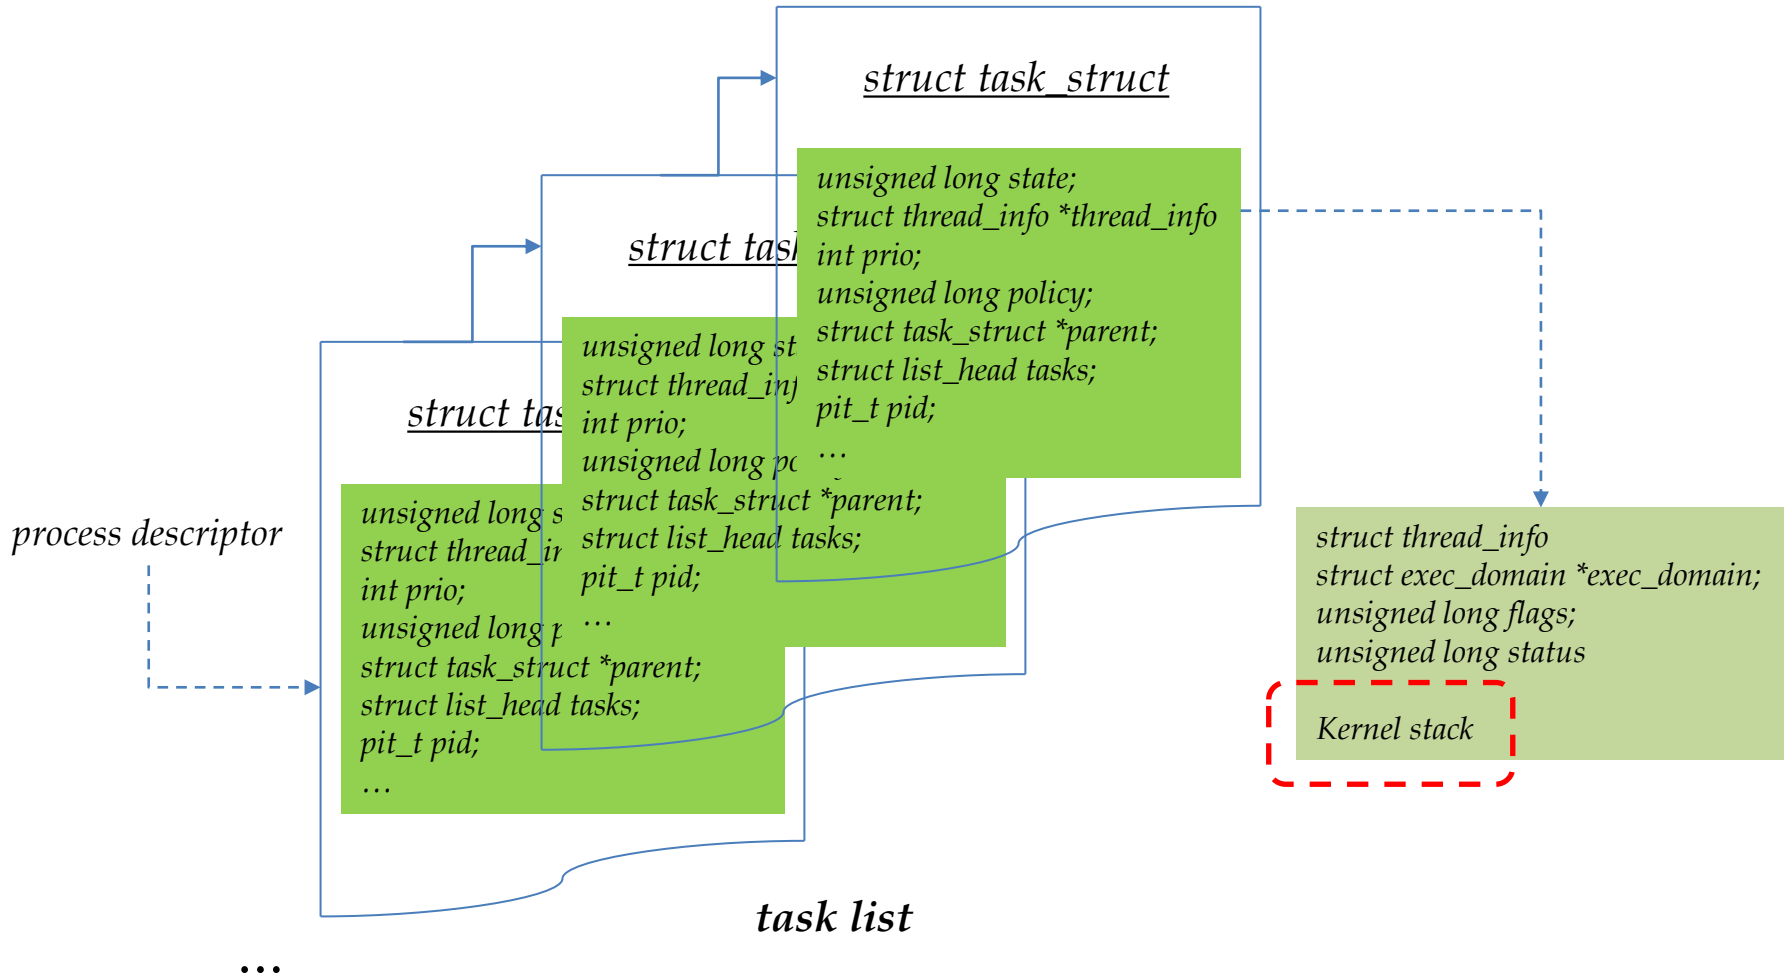 struct task_struct
unsigned long state;
struct thread_info *thread_info
int prio;
unsigned long policy;
struct task_struct *parent;
struct list_head tasks;
pit_t pid;
…
struct task
unsigned long st
struct thread_inf
int prio;
unsigned long po
struct task_struct *parent;
struct list_head tasks;
pit_t pid;
…
struct tas
unsigned long s
struct thread_in
int prio;
unsigned long p
struct task_struct *parent;
struct list_head tasks;
pit_t pid;
…
process descriptor
struct thread_info
struct exec_domain *exec_domain;
unsigned long flags;
unsigned long status
Kernel stack
task list
…